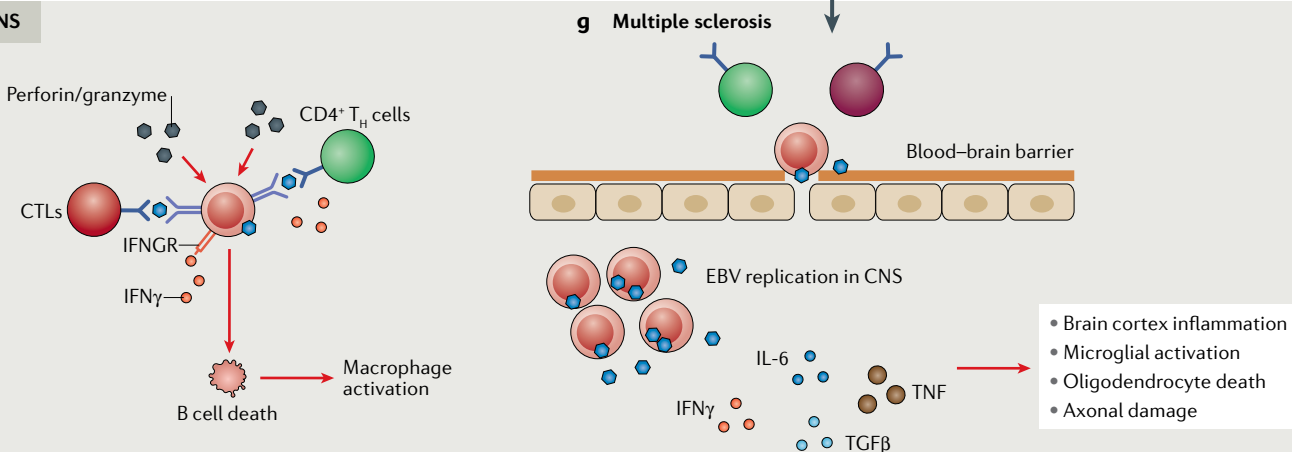 NS
Perforin/granzyme
CD4⁺ T_H cells
CTLs
IFNGR
IFNγ
B cell death
Macrophage
activation
g Multiple sclerosis
Blood–brain barrier
EBV replication in CNS
IL-6
TNF
IFNγ
TGFβ
• Brain cortex inflammation
• Microglial activation
• Oligodendrocyte death
• Axonal damage